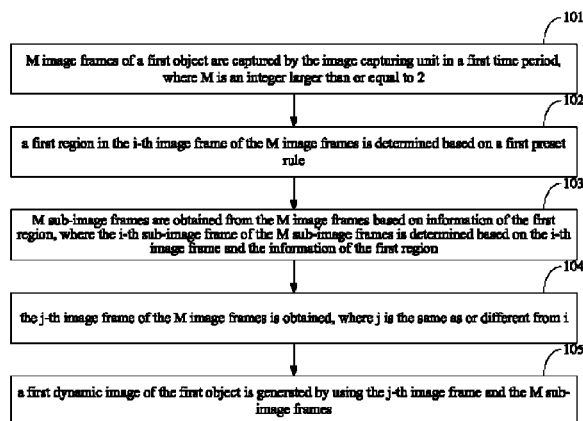 101
M image frames of a first object are captured by the image capturing unit in a first time period,
where M is an integer larger than or equal to 2
102
a first region in the i-th image frame of the M image frames is determined based on a first preset
rule
103
M sub-image frames are obtained from the M image frames based on information of the first
region, where the i-th sub-image frame of the M sub-image frames is determined based on the i-th
image frame and the information of the first region
104
the j-th image frame of the M image frames is obtained, where j is the same as or different from i
105
a first dynamic image of the first object is generated by using the j-th image frame and the M sub-
image frames